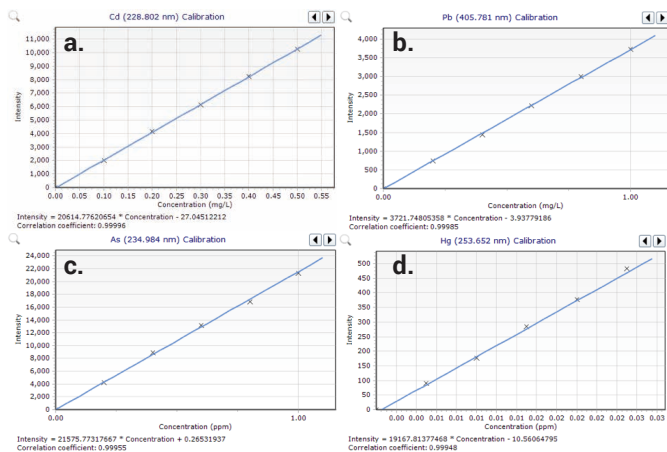 Cd (228.802 nm) Calibration
a.
11,000
10,000
9,000
8,000
7,000
6,000
5,000
4,000
3,000
2,000
1,000
0
Intensity
0.00 0.05 0.10 0.15 0.20 0.25 0.30 0.35 0.40 0.45 0.50 0.55
Concentration (mg/L)
Intensity = 20614.77620654 * Concentration - 27.04512212
Correlation coefficient: 0.99996
Pb (405.781 nm) Calibration
b.
4,000
3,500
3,000
2,500
2,000
1,500
1,000
500
0
Intensity
0.00 1.00
Concentration (mg/L)
Intensity = 3721.74805358 * Concentration - 3.93779186
Correlation coefficient: 0.99985
As (234.984 nm) Calibration
c.
24,000
22,000
20,000
18,000
16,000
14,000
12,000
10,000
8,000
6,000
4,000
2,000
0
Intensity
0.00 1.00
Concentration (ppm)
Intensity = 21575.77317667 * Concentration + 0.26531937
Correlation coefficient: 0.99955
Hg (253.652 nm) Calibration
d.
500
450
400
350
300
250
200
150
100
50
0
Intensity
0.00 0.00 0.01 0.01 0.01 0.01 0.01 0.02 0.02 0.02 0.02 0.02 0.03 0.03
Concentration (ppm)
Intensity = 19167.81377468 * Concentration - 10.56064795
Correlation coefficient: 0.99948